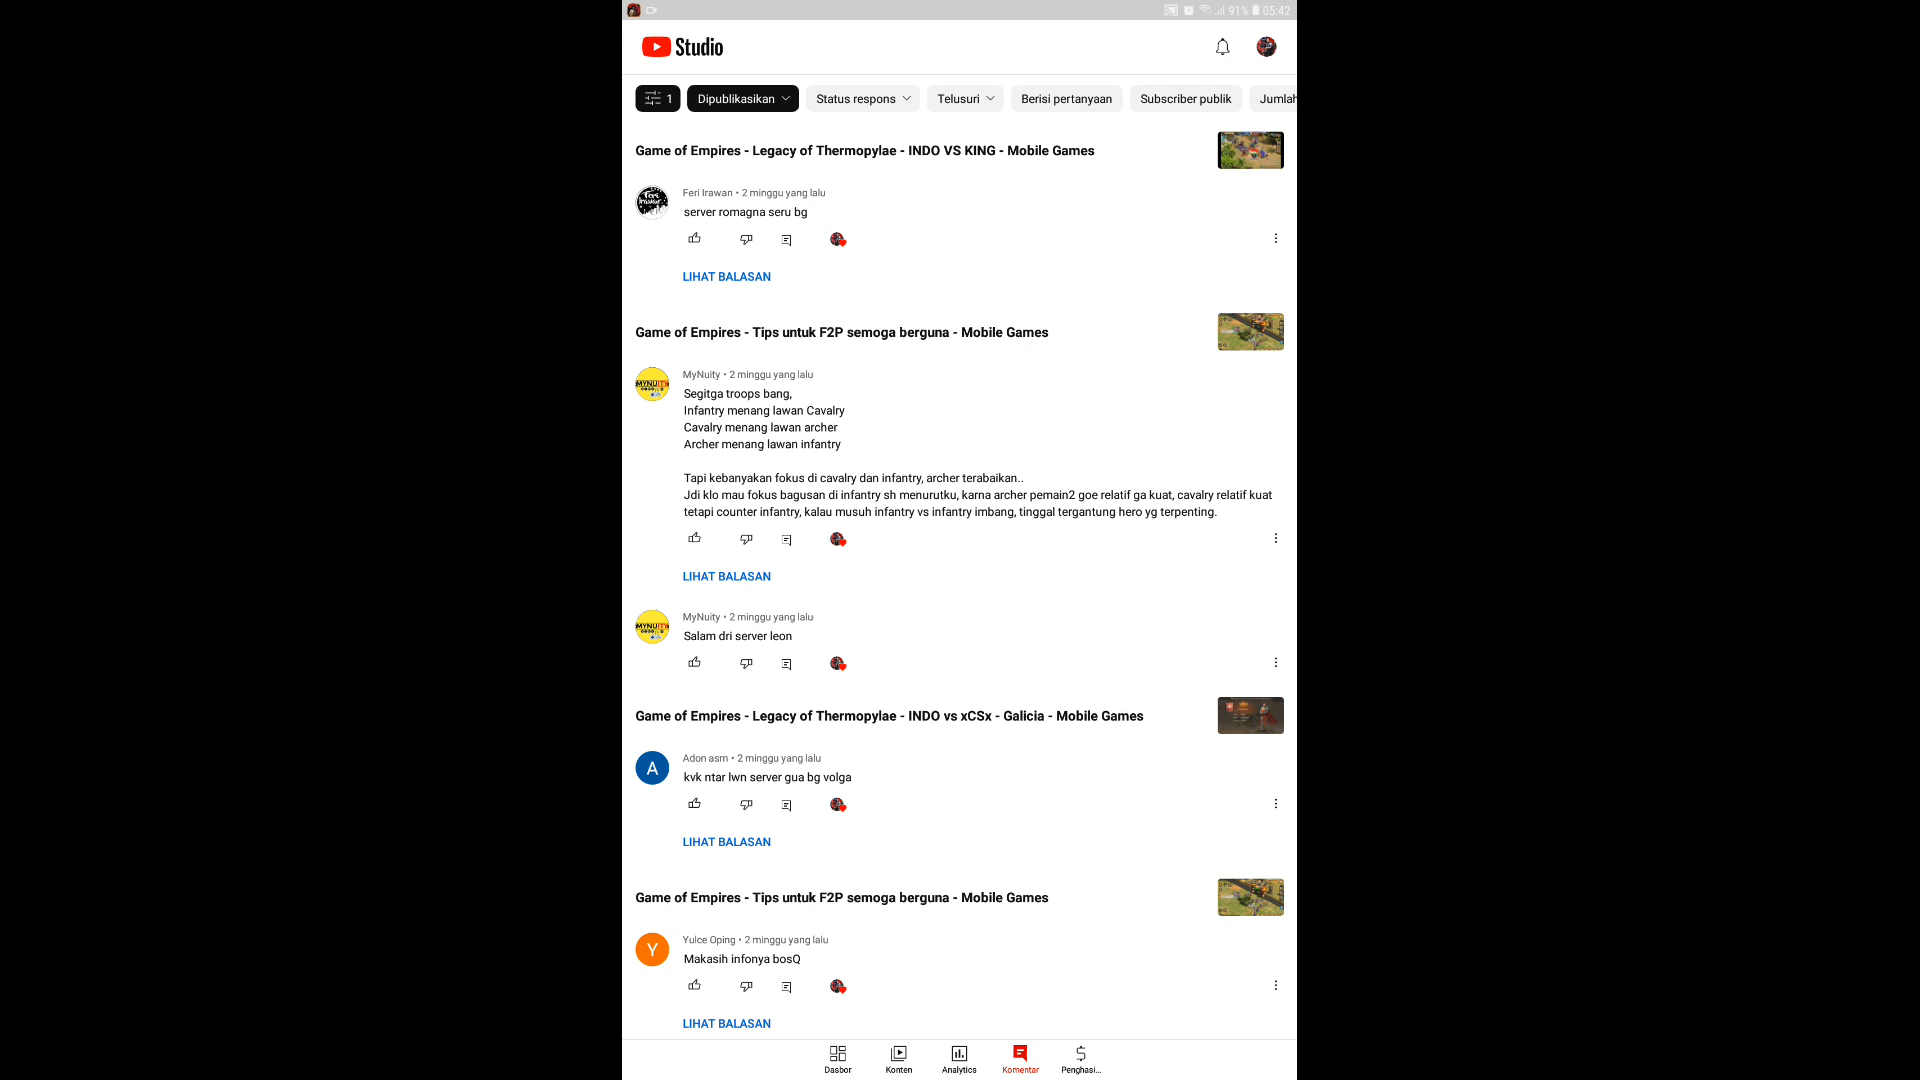 91% 05:42
Studio
1 Dipublikasikan Status respons Telusuri Berisi pertanyaan Subscriber publik Jumlah
Game of Empires - Legacy of Thermopylae - INDO VS KING - Mobile Games
Feri Irawan • 2 minggu yang lalu
server romagna seru bg
LIHAT BALASAN
Game of Empires - Tips untuk F2P semoga berguna - Mobile Games
MYNUITY
MyNuity • 2 minggu yang lalu
Segitga troops bang,
Infantry menang lawan Cavalry
Cavalry menang lawan archer
Archer menang lawan infantry
Tapi kebanyakan fokus di cavalry dan infantry, archer terabaikan..
Jdi klo mau fokus bagusan di infantry sh menurutku, karna archer pemain2 goe relatif ga kuat, cavalry relatif kuat
tetapi counter infantry, kalau musuh infantry vs infantry imbang, tinggal tergantung hero yg terpenting.
LIHAT BALASAN
MYNUITY
MyNuity • 2 minggu yang lalu
Salam dri server leon
Game of Empires - Legacy of Thermopylae - INDO vs xCSx - Galicia - Mobile Games
A
Adon asm • 2 minggu yang lalu
kvk ntar lwn server gua bg volga
LIHAT BALASAN
Game of Empires - Tips untuk F2P semoga berguna - Mobile Games
Y
Yulce Oping • 2 minggu yang lalu
Makasih infonya bosQ
LIHAT BALASAN
Dasbor Konten Analytics Komentar Penghasi...